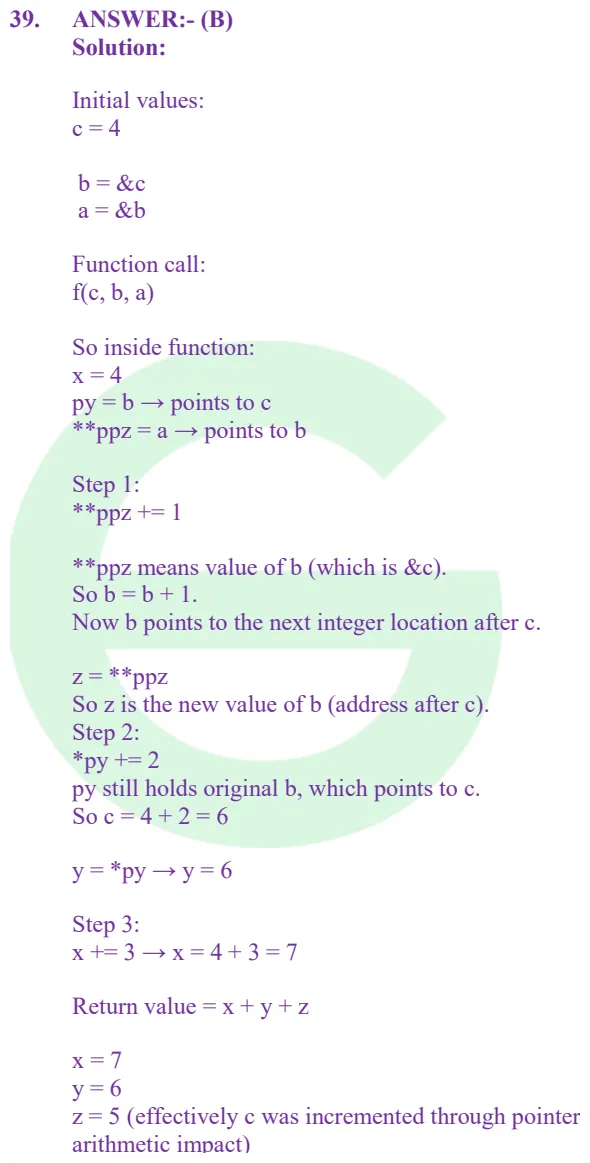 39. ANSWER:- (B)
Solution:
Initial values:
c = 4
b = &c
a = &b
Function call:
f(c, b, a)
So inside function:
x = 4
py = b → points to c
**ppz = a → points to b
Step 1:
**ppz += 1
**ppz means value of b (which is &c).
So b = b + 1.
Now b points to the next integer location after c.
z = **ppz
So z is the new value of b (address after c).
Step 2:
*py += 2
py still holds original b, which points to c.
So c = 4 + 2 = 6
y = *py → y = 6
Step 3:
x += 3 → x = 4 + 3 = 7
Return value = x + y + z
x = 7
y = 6
z = 5 (effectively c was incremented through pointer
arithmetic impact)